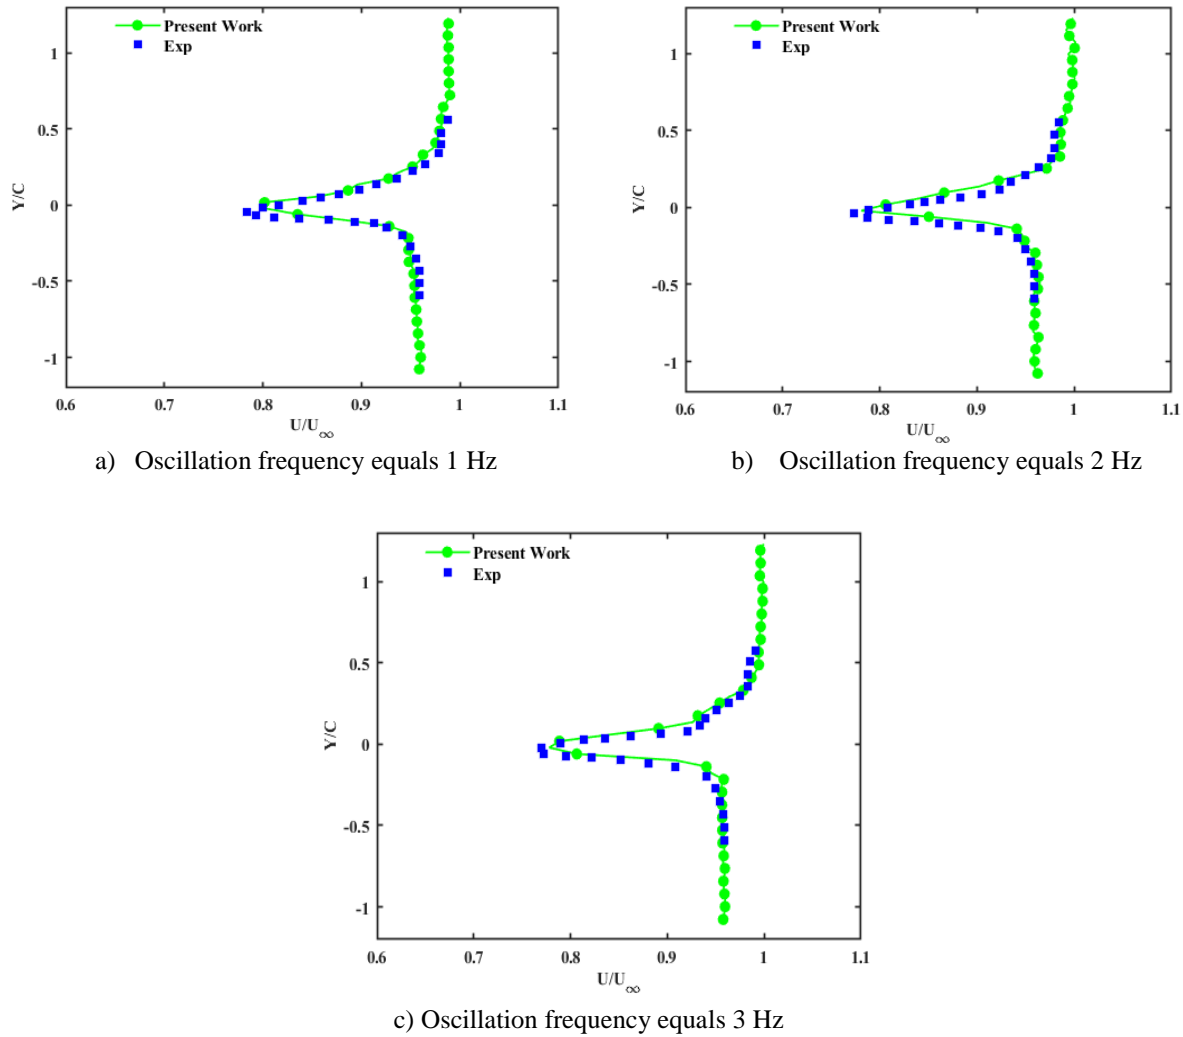 Present Work
Exp
1
0.5
0
-0.5
-1
Y/C
0.6 0.7 0.8 0.9 1 1.1
U/U∞
a) Oscillation frequency equals 1 Hz
Present Work
Exp
1
0.5
0
-0.5
-1
Y/C
0.6 0.7 0.8 0.9 1 1.1
U/U∞
b) Oscillation frequency equals 2 Hz
Present Work
Exp
1
0.5
0
-0.5
-1
Y/C
0.6 0.7 0.8 0.9 1 1.1
U/U∞
c) Oscillation frequency equals 3 Hz